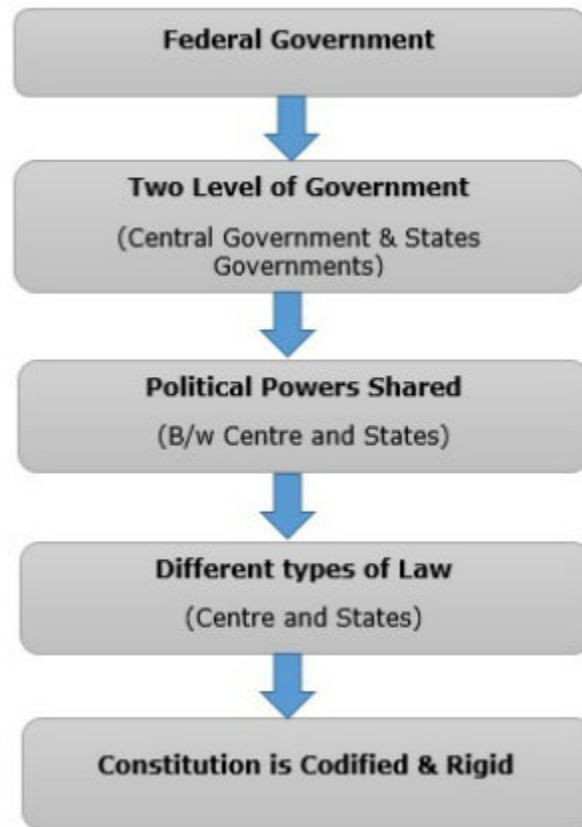 Federal Government
Two Level of Government
(Central Government & States
Governments)
Political Powers Shared
(B/w Centre and States)
Different types of Law
(Centre and States)
Constitution is Codified & Rigid